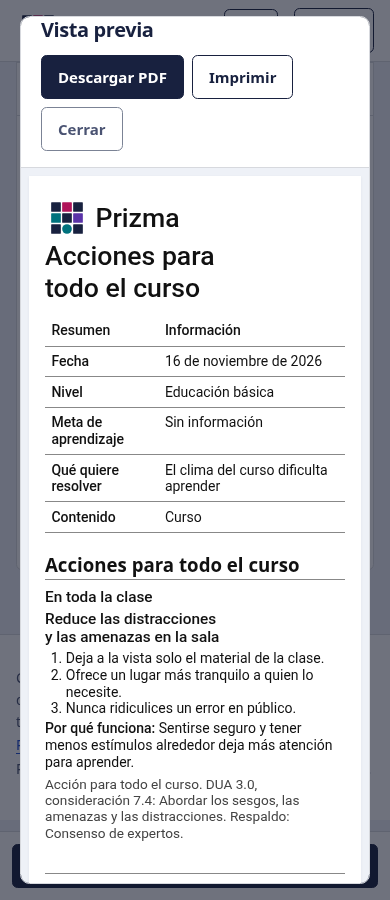 Vista previa
Descargar PDF
Imprimir
Cerrar
Prizma
Acciones para
todo el curso
Resumen Información
Fecha 16 de noviembre de 2026
Nivel Educación básica
Meta de Sin información
aprendizaje
Qué quiere El clima del curso dificulta
resolver aprender
Contenido Curso
Acciones para todo el curso
En toda la clase
Reduce las distracciones
y las amenazas en la sala
1. Deja a la vista solo el material de la clase.
2. Ofrece un lugar más tranquilo a quien lo
necesite.
3. Nunca ridiculices un error en público.
Por qué funciona: Sentirse seguro y tener
menos estímulos alrededor deja más atención
para aprender.
Acción para todo el curso. DUA 3.0,
consideración 7.4: Abordar los sesgos, las
amenazas y las distracciones. Respaldo:
Consenso de expertos.